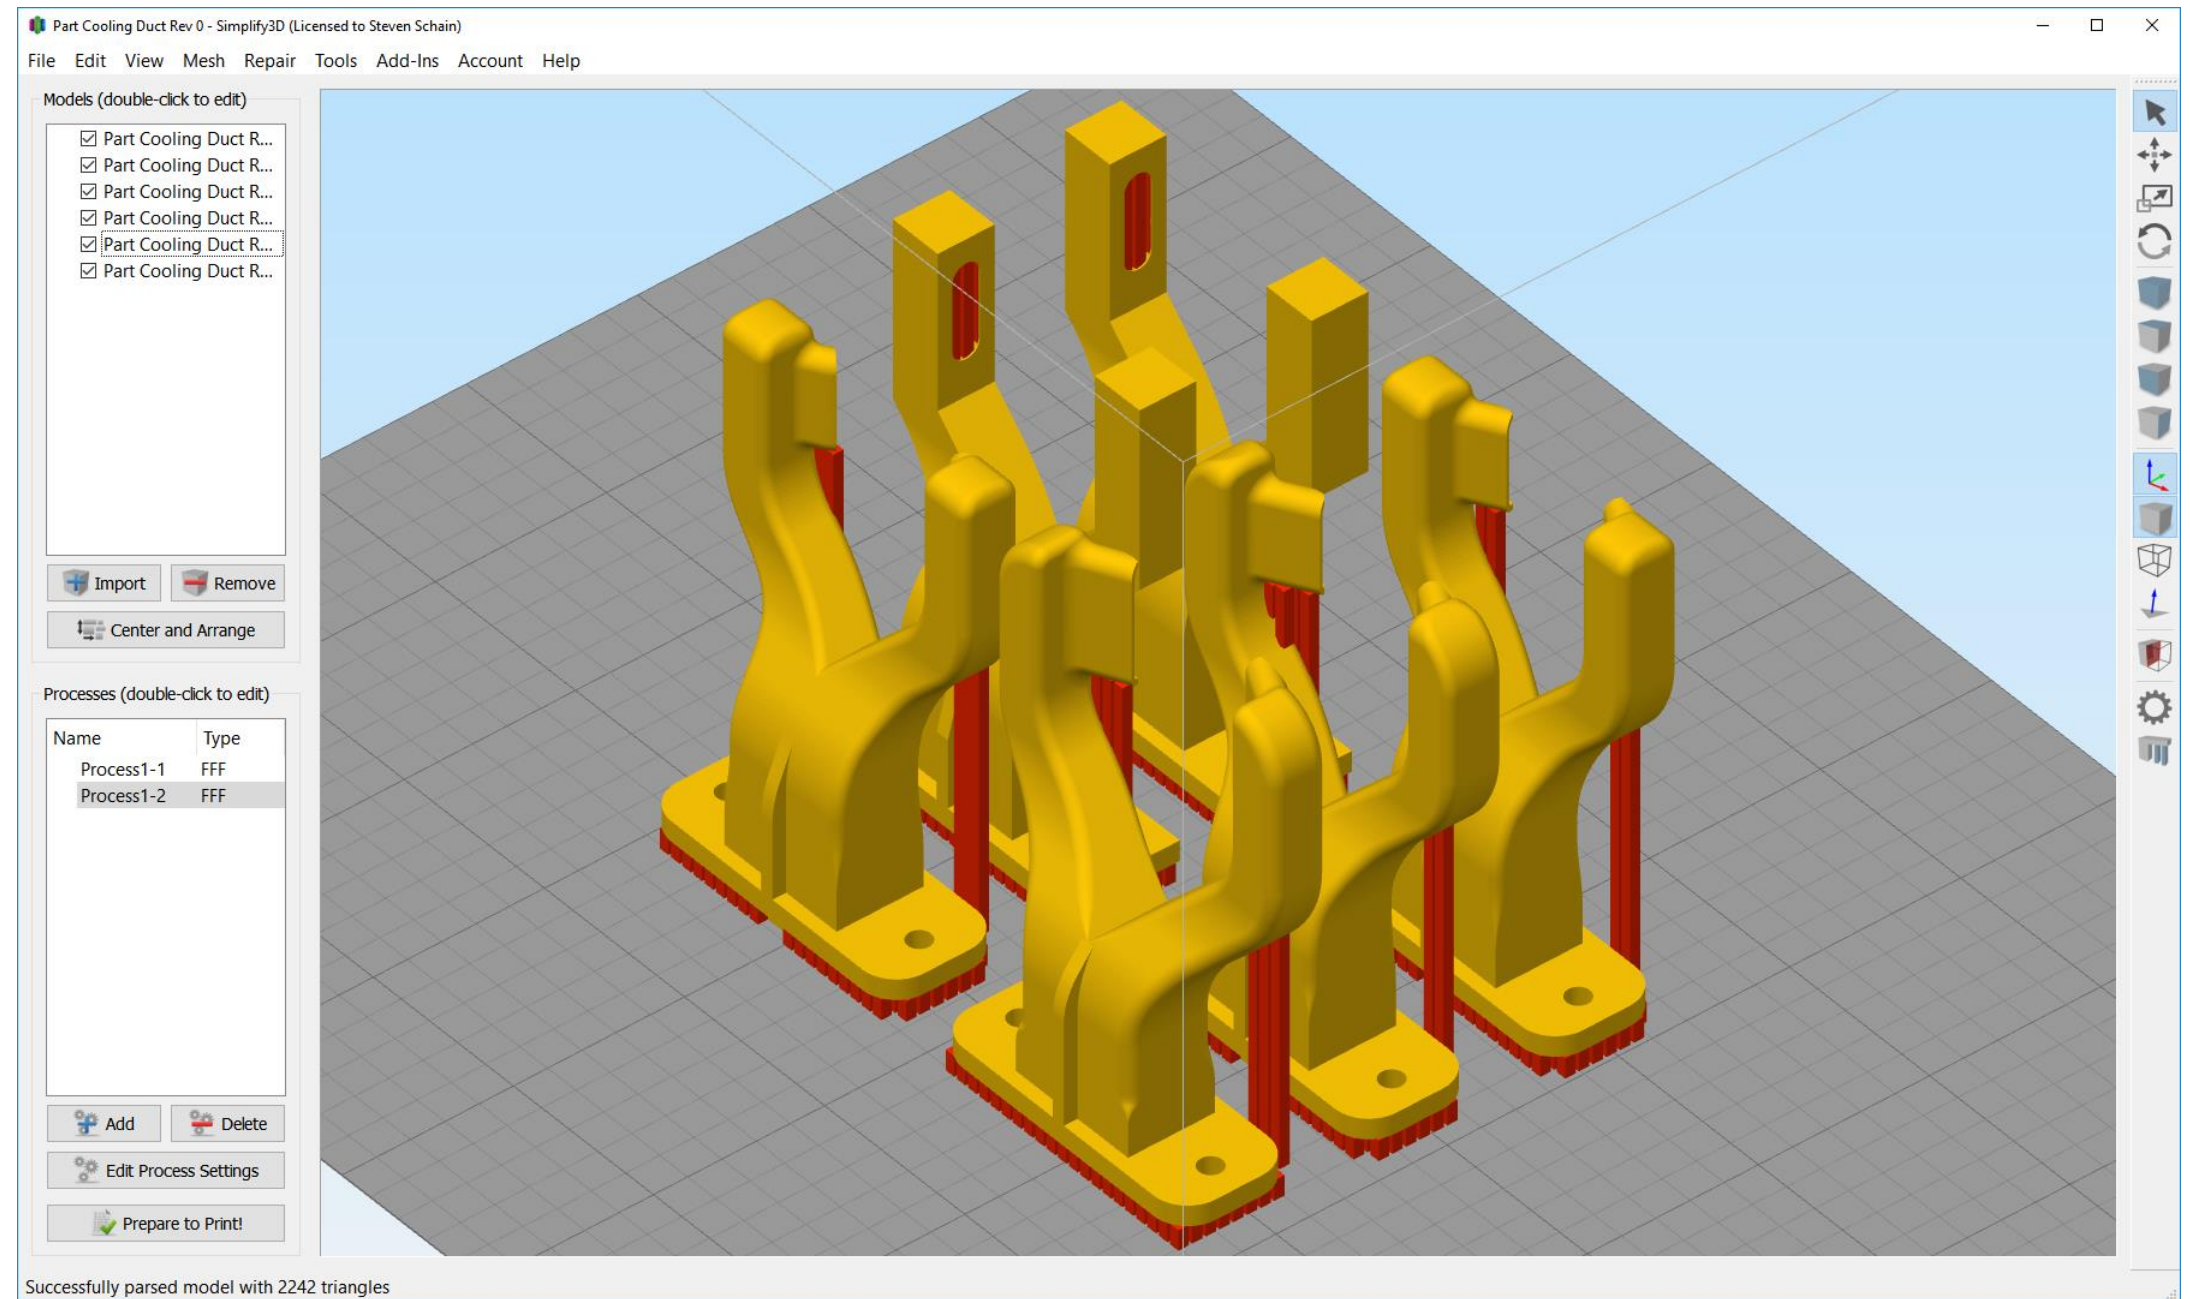 Part Cooling Duct Rev 0 - Simplify3D (Licensed to Steven Schain)
File Edit View Mesh Repair Tools Add-Ins Account Help
Models (double-click to edit)
Part Cooling Duct R...
Part Cooling Duct R...
Part Cooling Duct R...
Part Cooling Duct R...
Part Cooling Duct R...
Part Cooling Duct R...
Import Remove
Center and Arrange
Processes (double-click to edit)
Name Type
Process1-1 FFF
Process1-2 FFF
Add Delete
Edit Process Settings
Prepare to Print!
Successfully parsed model with 2242 triangles